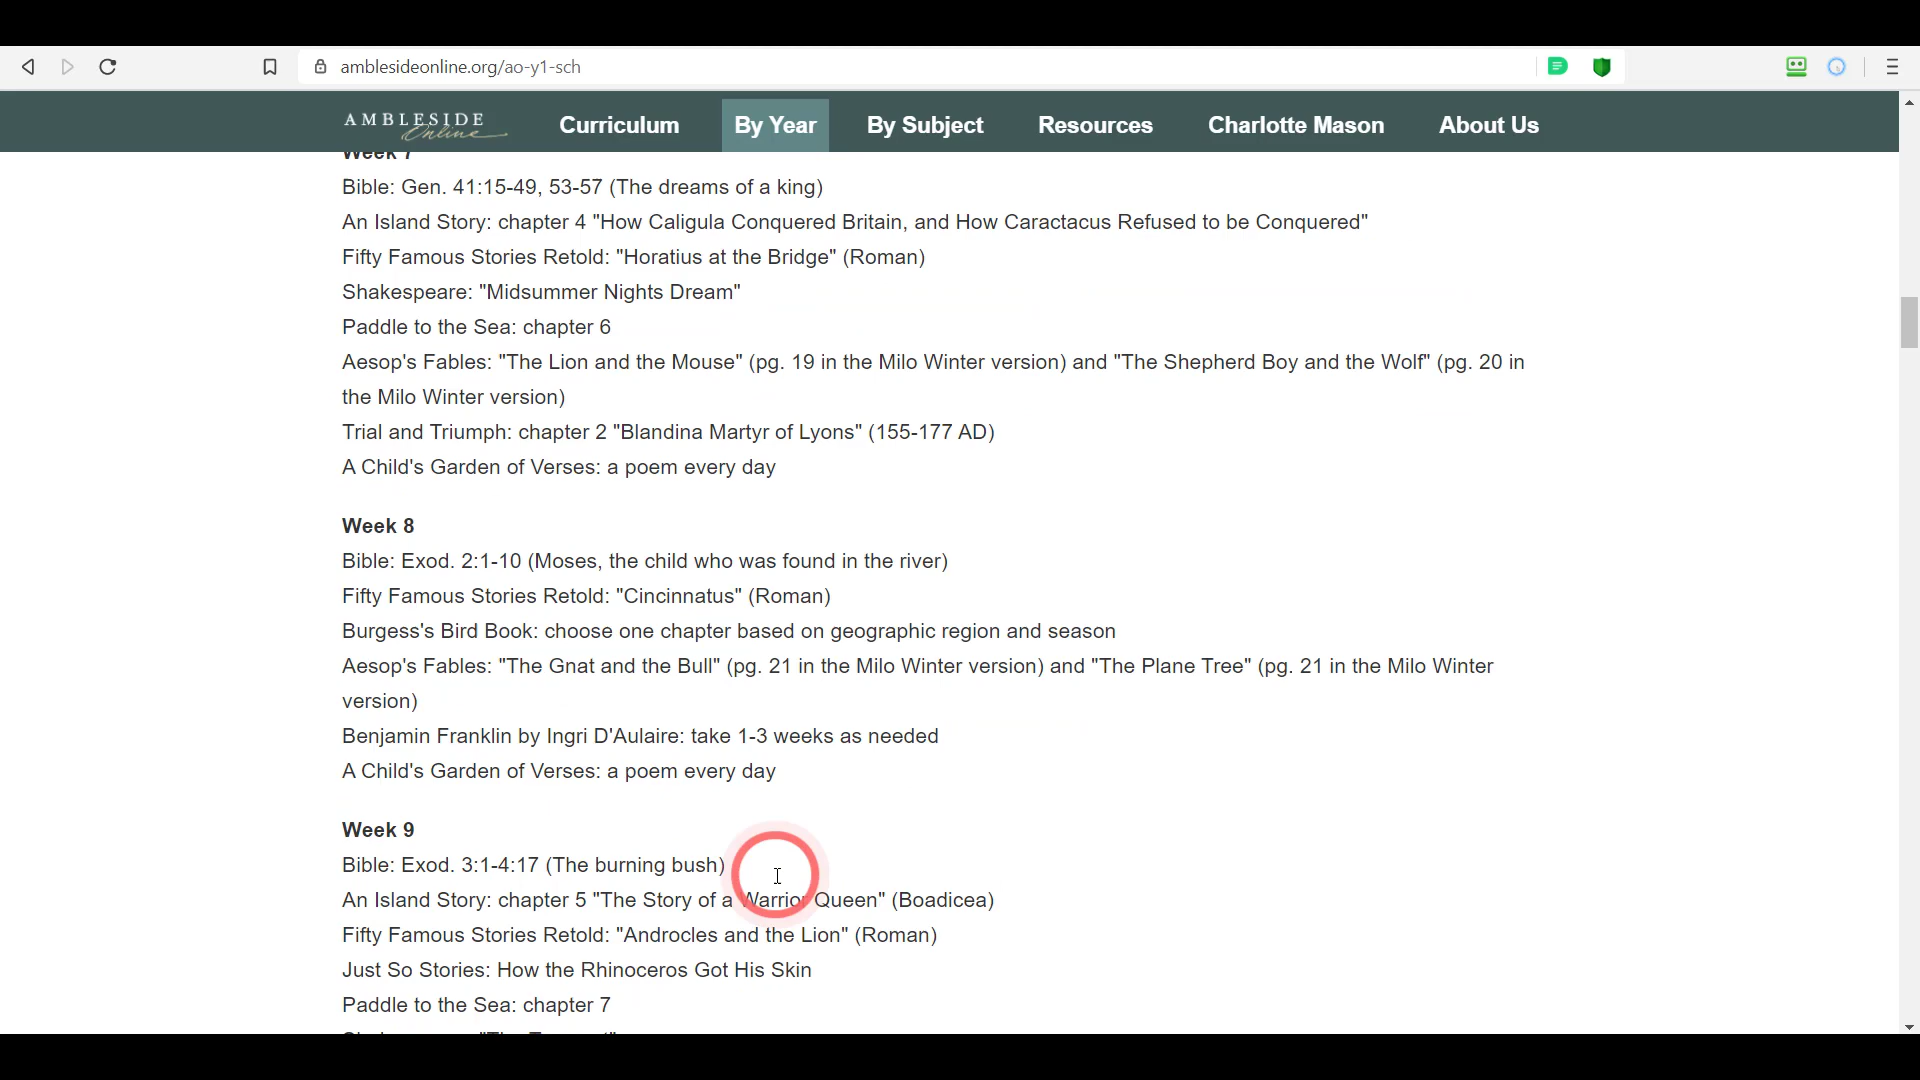 amblesideonline.org/ao-y1-sch
AMBLESIDE
Online
Curriculum
By Year
By Subject
Resources
Charlotte Mason
About Us
Week 7
Bible: Gen. 41:15-49, 53-57 (The dreams of a king)
An Island Story: chapter 4 "How Caligula Conquered Britain, and How Caractacus Refused to be Conquered"
Fifty Famous Stories Retold: "Horatius at the Bridge" (Roman)
Shakespeare: "Midsummer Nights Dream"
Paddle to the Sea: chapter 6
Aesop's Fables: "The Lion and the Mouse" (pg. 19 in the Milo Winter version) and "The Shepherd Boy and the Wolf" (pg. 20 in
the Milo Winter version)
Trial and Triumph: chapter 2 "Blandina Martyr of Lyons" (155-177 AD)
A Child's Garden of Verses: a poem every day
Week 8
Bible: Exod. 2:1-10 (Moses, the child who was found in the river)
Fifty Famous Stories Retold: "Cincinnatus" (Roman)
Burgess's Bird Book: choose one chapter based on geographic region and season
Aesop's Fables: "The Gnat and the Bull" (pg. 21 in the Milo Winter version) and "The Plane Tree" (pg. 21 in the Milo Winter
version)
Benjamin Franklin by Ingri D'Aulaire: take 1-3 weeks as needed
A Child's Garden of Verses: a poem every day
Week 9
Bible: Exod. 3:1-4:17 (The burning bush)
An Island Story: chapter 5 "The Story of a Warrior Queen" (Boadicea)
Fifty Famous Stories Retold: "Androcles and the Lion" (Roman)
Just So Stories: How the Rhinoceros Got His Skin
Paddle to the Sea: chapter 7